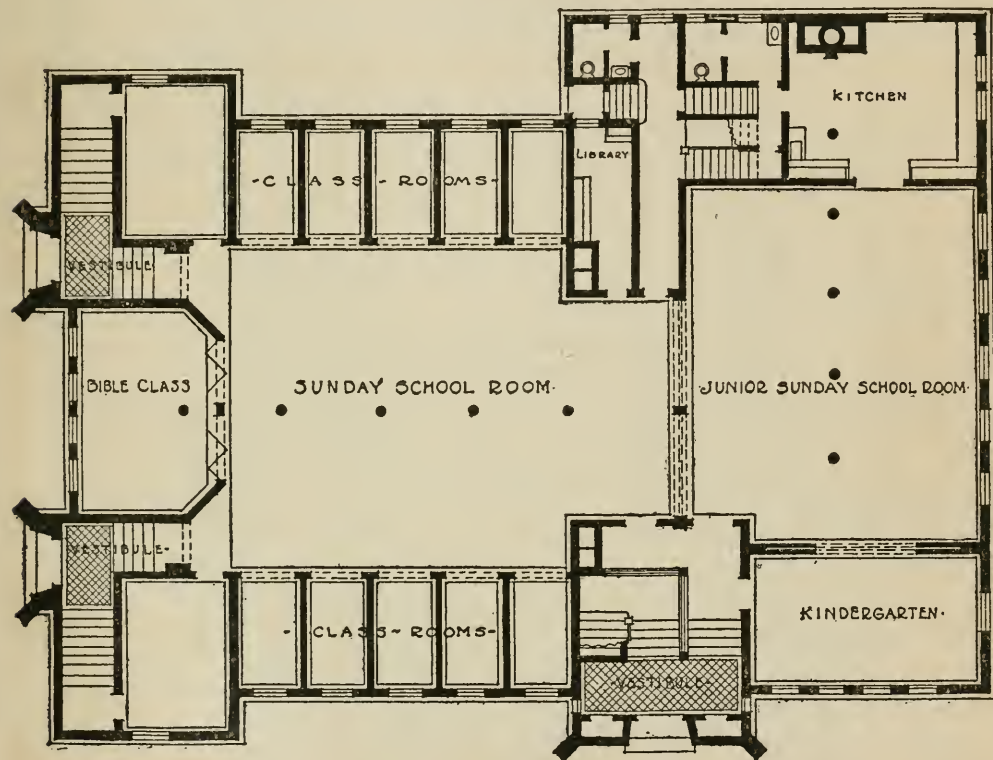 KITCHEN
LIBRARY
-CLASS-ROOMS-
VESTIBULE
BIBLE CLASS
SUNDAY SCHOOL ROOM·
JUNIOR SUNDAY SCHOOL ROOM·
VESTIBULE-
KINDERGARTEN·
-CLASS-ROOMS-
-VESTIBULE-